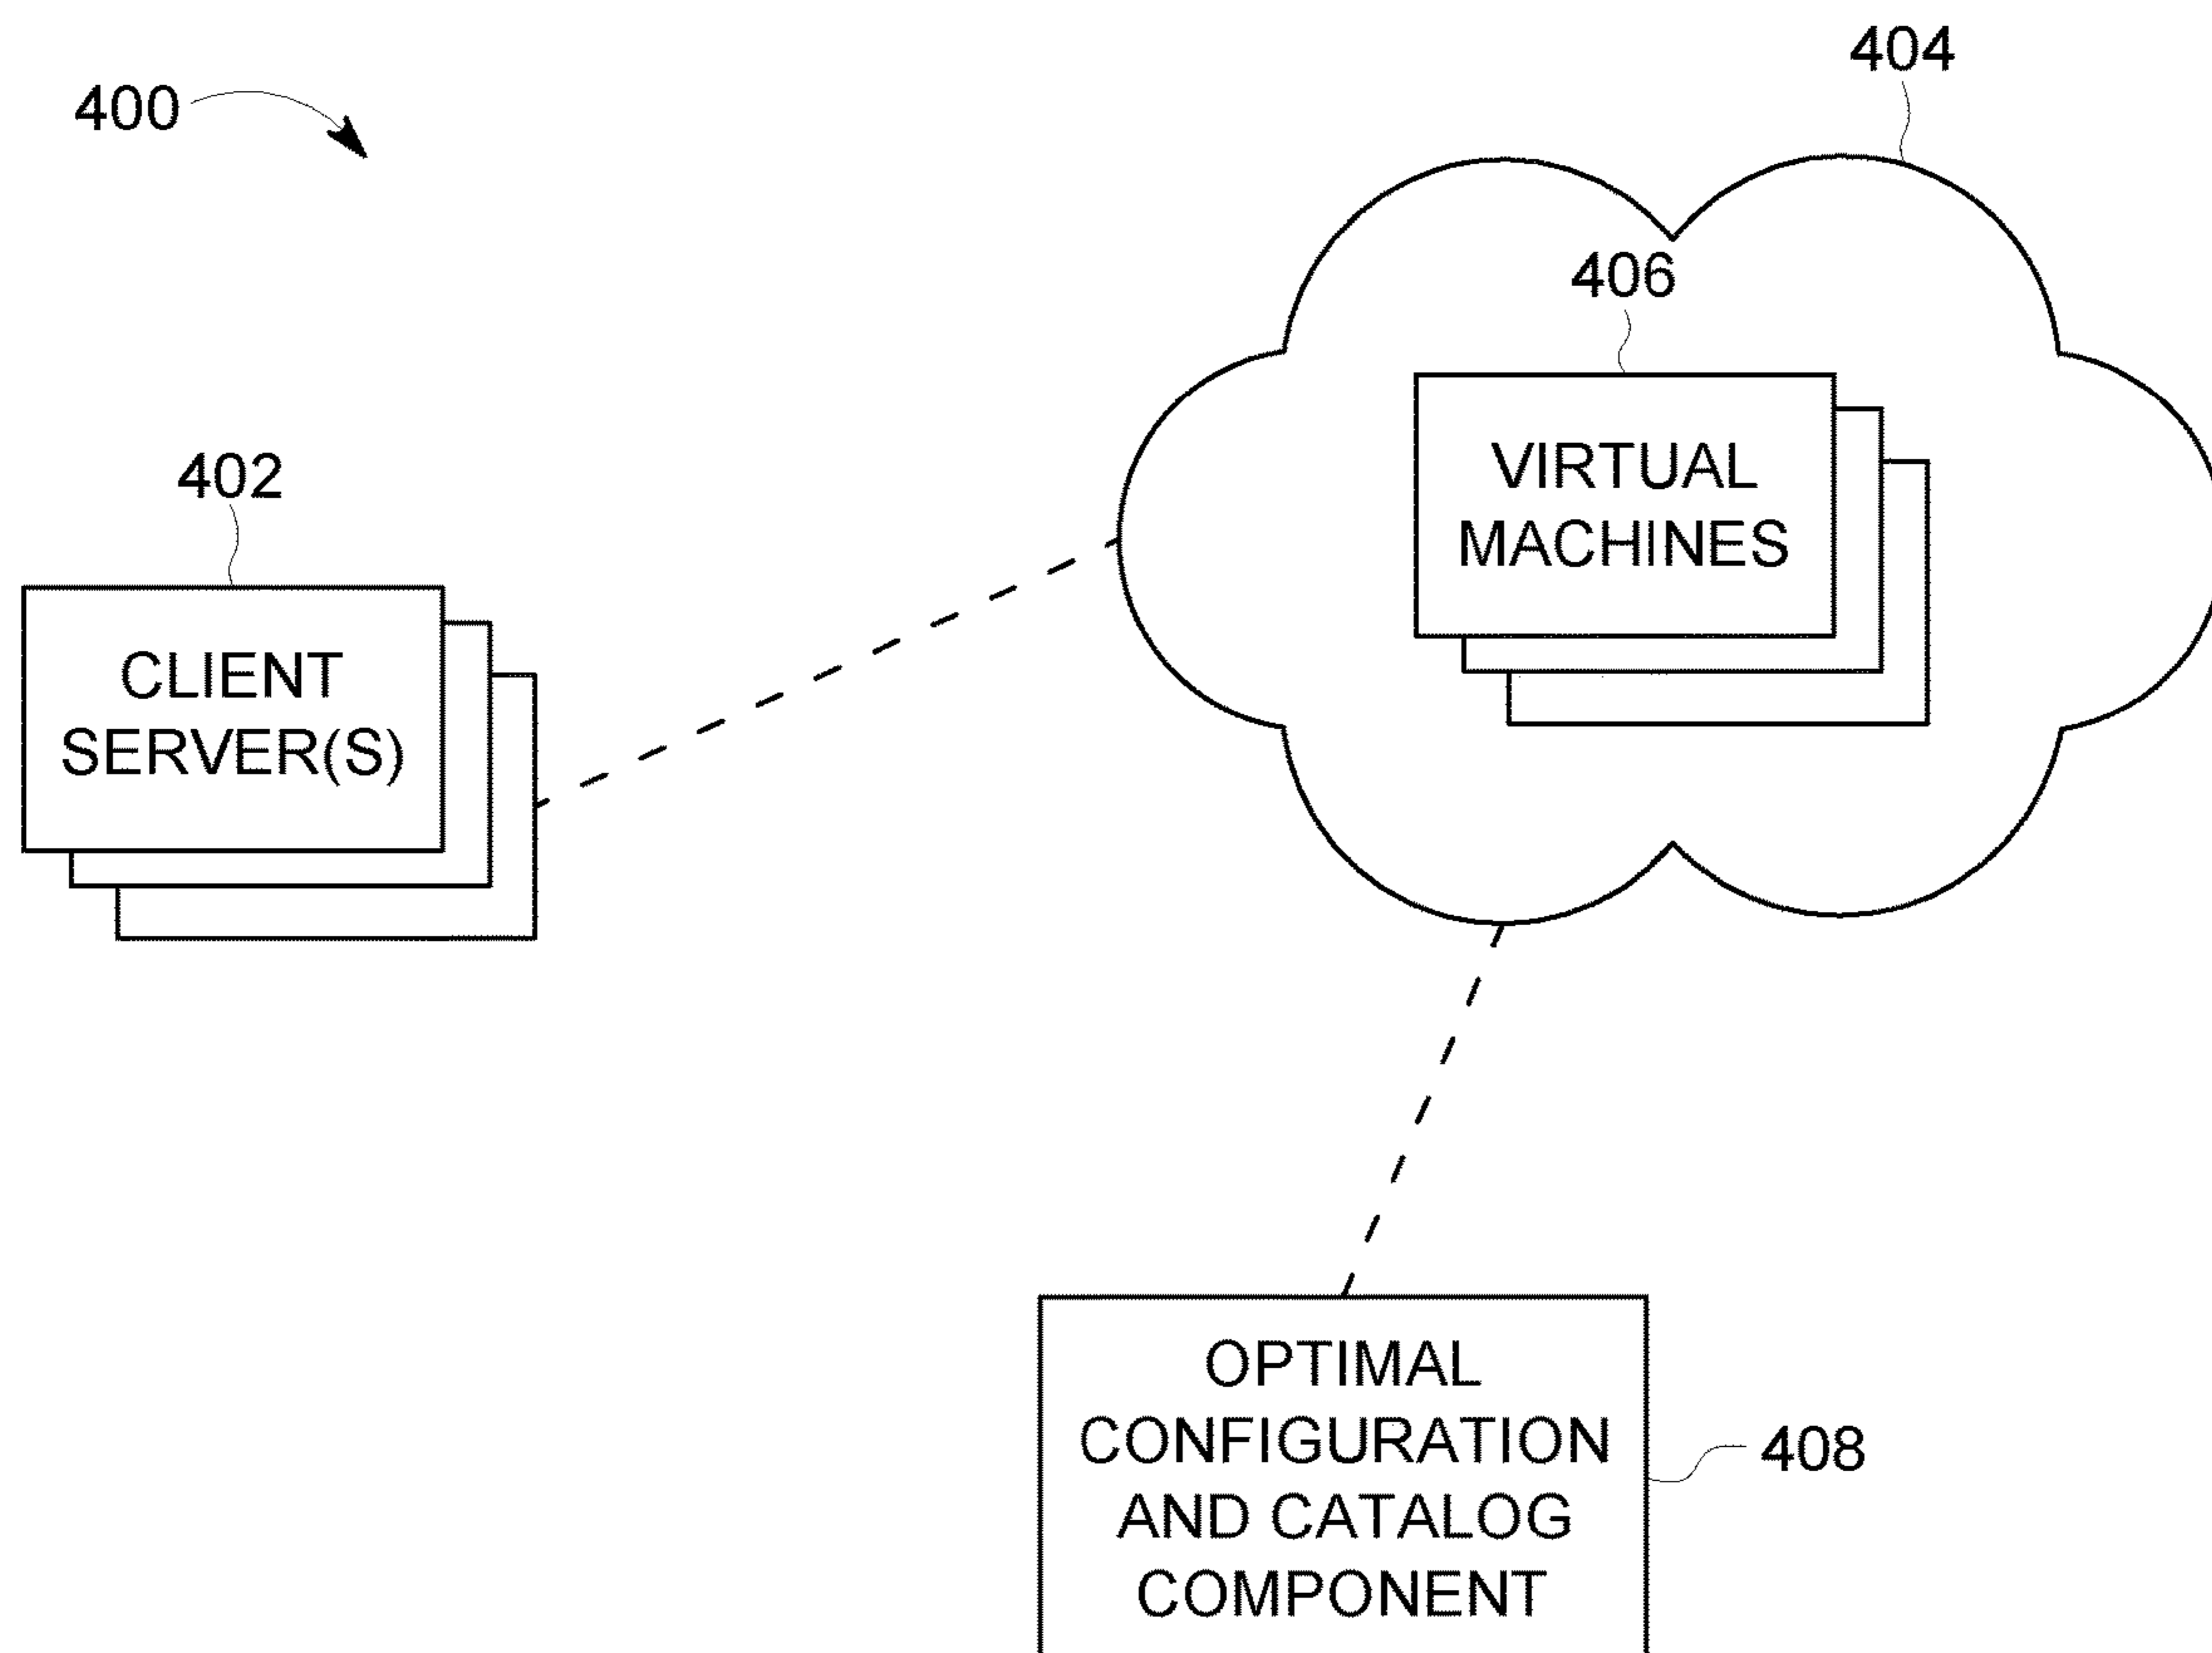 400
404
406
VIRTUAL
MACHINES
402
CLIENT
SERVER(S)
OPTIMAL
CONFIGURATION
AND CATALOG
COMPONENT
408